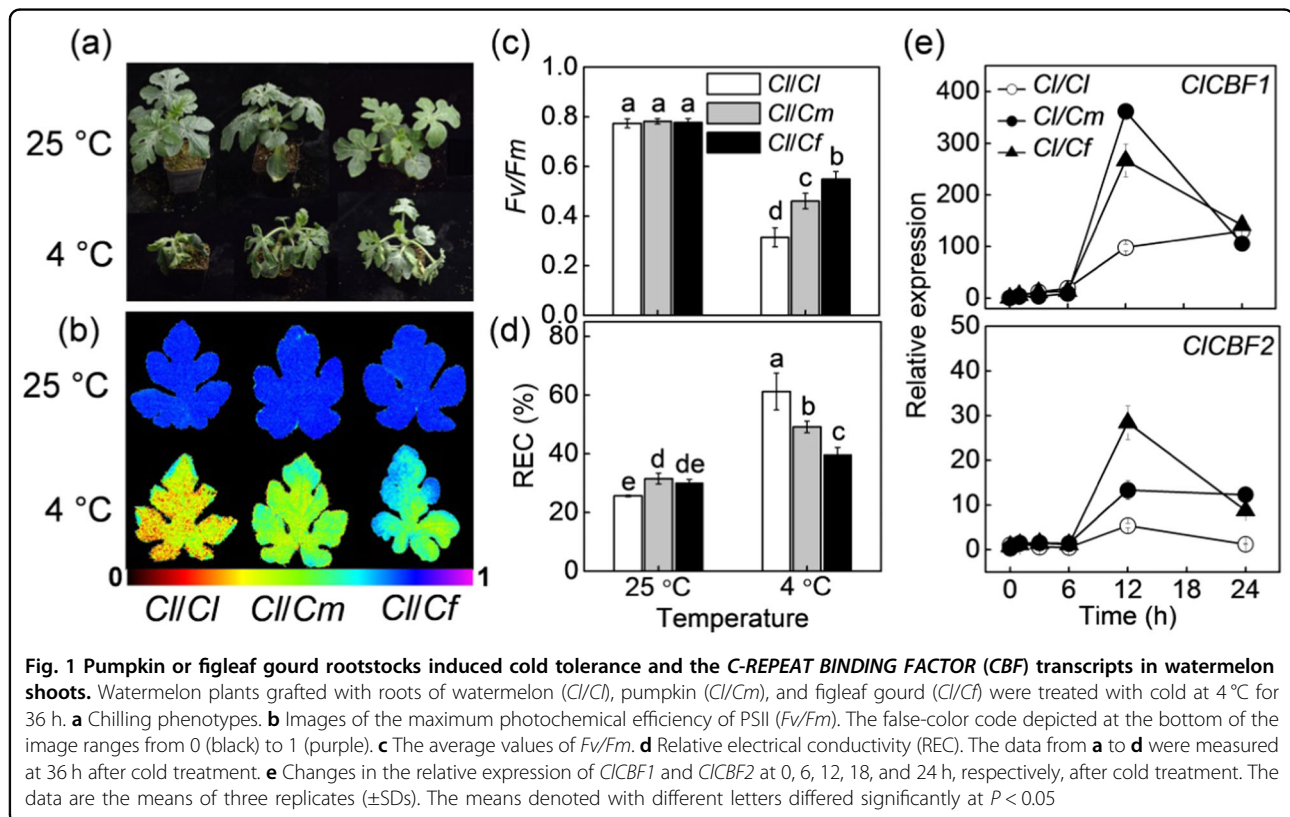 (a)
25 °C
4 °C
(b)
25 °C
4 °C
0
1
Cl/Cl Cl/Cm Cl/Cf
(c)
1.0
0.8
0.6
0.4
0.2
0.0
Fv/Fm
Cl/Cl
Cl/Cm
Cl/Cf
a a a
d c b
(d)
80
60
40
20
0
REC (%)
e d de
a b c
25 °C 4 °C
Temperature
(e)
Relative expression
400
300
200
100
0
Cl/Cl
Cl/Cm
Cl/Cf
ClCBF1
50
40
30
20
10
0
ClCBF2
0 6 12 18 24
Time (h)
Fig. 1 Pumpkin or figleaf gourd rootstocks induced cold tolerance and the C-REPEAT BINDING FACTOR (CBF) transcripts in watermelon
shoots. Watermelon plants grafted with roots of watermelon (Cl/Cl), pumpkin (Cl/Cm), and figleaf gourd (Cl/Cf) were treated with cold at 4 °C for
36 h. a Chilling phenotypes. b Images of the maximum photochemical efficiency of PSII (Fv/Fm). The false-color code depicted at the bottom of the
image ranges from 0 (black) to 1 (purple). c The average values of Fv/Fm. d Relative electrical conductivity (REC). The data from a to d were measured
at 36 h after cold treatment. e Changes in the relative expression of ClCBF1 and ClCBF2 at 0, 6, 12, 18, and 24 h, respectively, after cold treatment. The
data are the means of three replicates (±SDs). The means denoted with different letters differed significantly at P < 0.05